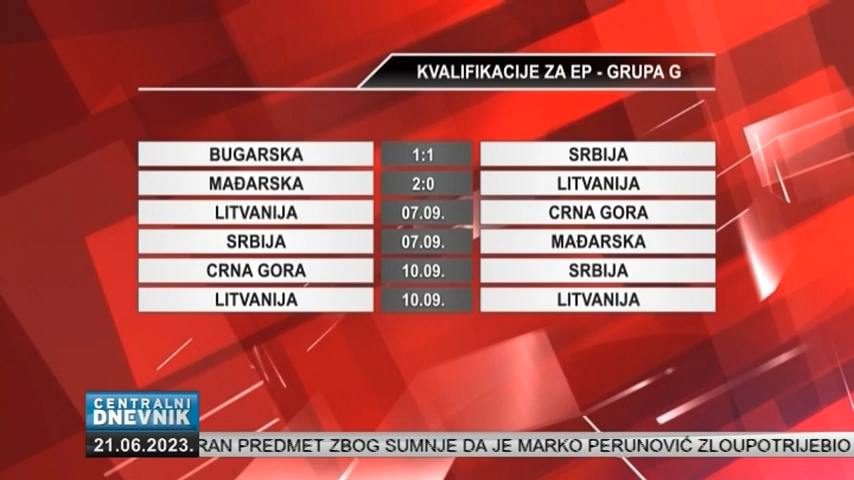 KVALIFIKACIJE ZA EP - GRUPA G
BUGARSKA 1:1 SRBIJA
MAĐARSKA 2:0 LITVANIJA
LITVANIJA 07.09. CRNA GORA
SRBIJA 07.09. MAĐARSKA
CRNA GORA 10.09. SRBIJA
LITVANIJA 10.09. LITVANIJA
CENTRALNI
DNEVNIK
21.06.2023. RAN PREDMET ZBOG SUMNJE DA JE MARKO PERUNOVIĆ ZLOUPOTRIJEBIO